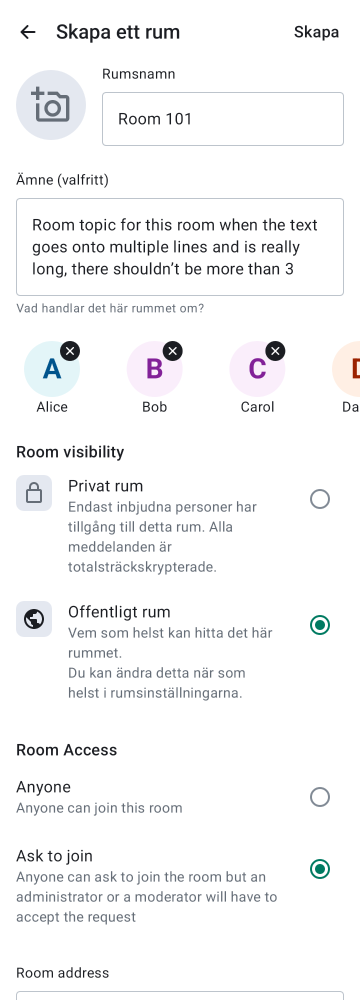 Skapa ett rum
Skapa
Rumsnamn
Room 101
Ämne (valfritt)
Room topic for this room when the text
goes onto multiple lines and is really
long, there shouldn't be more than 3
Vad handlar det här rummet om?
A
B
C
Alice
Bob
Carol
Room visibility
Privat rum
Endast inbjudna personer har
tillgång till detta rum. Alla
meddelanden är
totalsträckskrypterade.
Offentligt rum
Vem som helst kan hitta det här
rummet.
Du kan ändra detta när som
helst i rumsinställningarna.
Room Access
Anyone
Anyone can join this room
Ask to join
Anyone can ask to join the room but an
administrator or a moderator will have to
accept the request
Room address